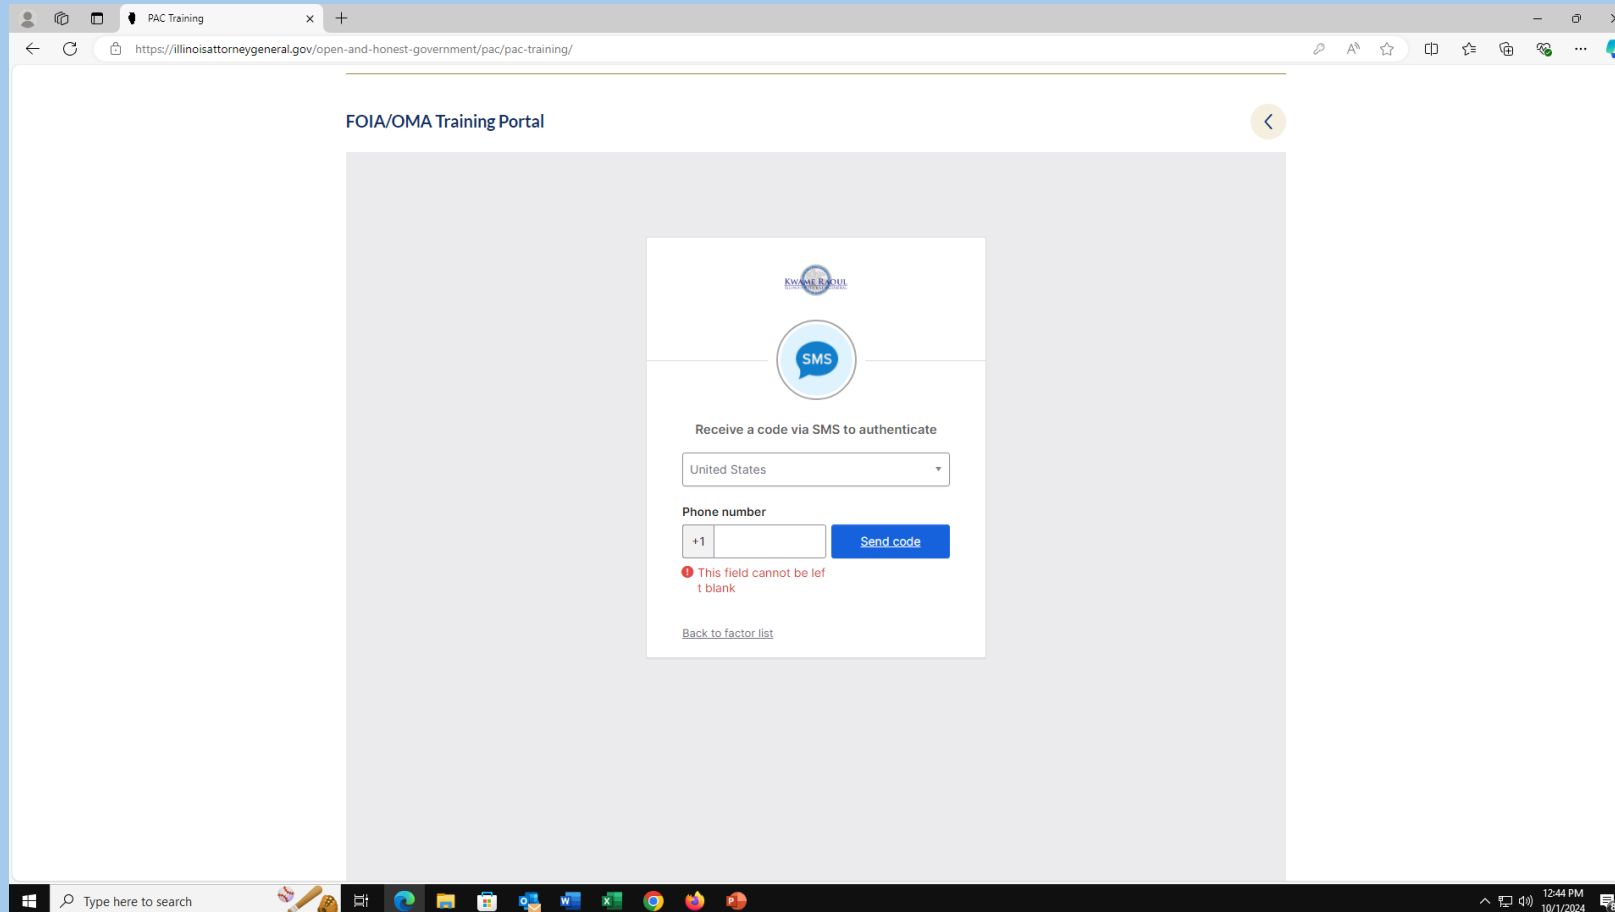 PAC Training
https://illinoisattorneygeneral.gov/open-and-honest-government/pac/pac-training/
FOIA/OMA Training Portal
KWAME RAOUL
SMS
Receive a code via SMS to authenticate
United States
Phone number
+1
Send code
This field cannot be lef
t blank
Back to factor list
Type here to search
12:44 PM
10/1/2024